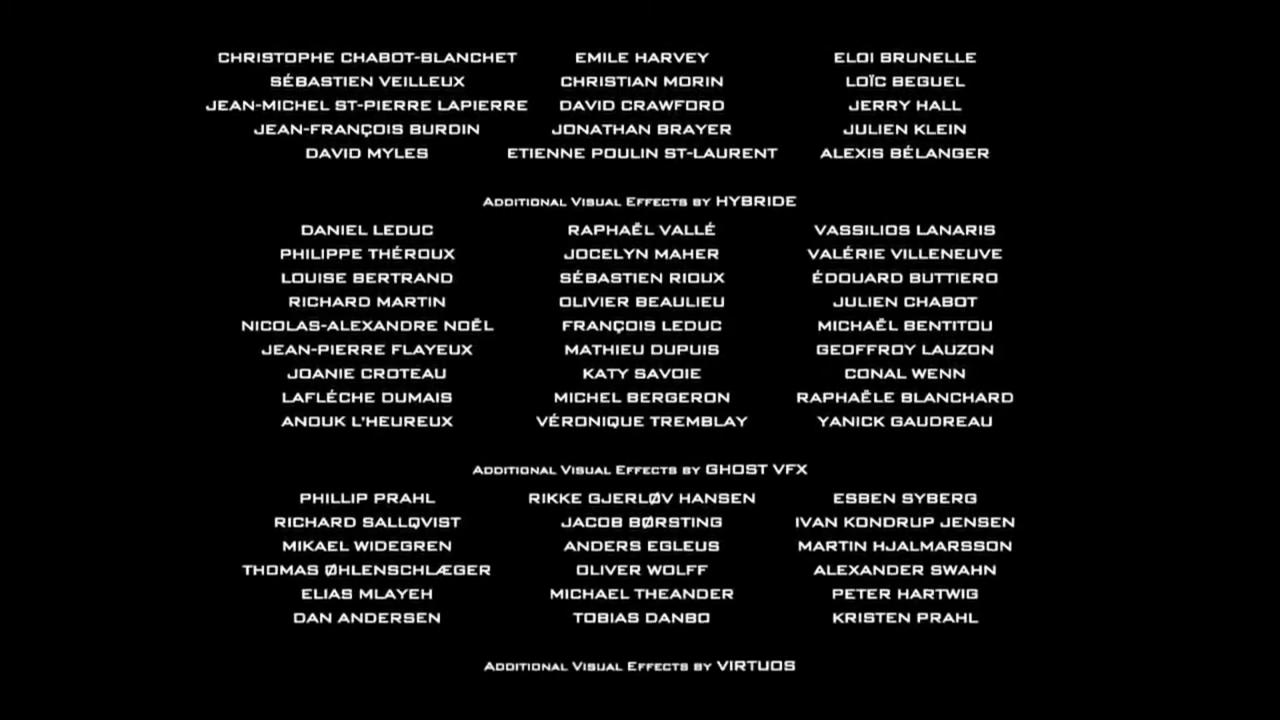 CHRISTOPHE CHABOT-BLANCHET EMILE HARVEY ELOI BRUNELLE
SÉBASTIEN VEILLEUX CHRISTIAN MORIN LOÏC BEGUEL
JEAN-MICHEL ST-PIERRE LAPIERRE DAVID CRAWFORD JERRY HALL
JEAN-FRANÇOIS BURDIN JONATHAN BRAYER JULIEN KLEIN
DAVID MYLES ETIENNE POULIN ST-LAURENT ALEXIS BÉLANGER
ADDITIONAL VISUAL EFFECTS BY HYBRIDE
DANIEL LEDUC RAPHAËL VALLÉ VASSILIOS LANARIS
PHILIPPE THÉROUX JOCELYN MAHER VALÉRIE VILLENEUVE
LOUISE BERTRAND SÉBASTIEN RIOUX ÉDOUARD BUTTIERO
RICHARD MARTIN OLIVIER BEAULIEU JULIEN CHABOT
NICOLAS-ALEXANDRE NOËL FRANÇOIS LEDUC MICHAËL BENTITOU
JEAN-PIERRE FLAYEUX MATHIEU DUPUIS GEOFFROY LAUZON
JOANIE CROTEAU KATY SAVOIE CONAL WENN
LAFLÉCHE DUMAIS MICHEL BERGERON RAPHAËLE BLANCHARD
ANOUK L'HEUREUX VÉRONIQUE TREMBLAY YANICK GAUDREAU
ADDITIONAL VISUAL EFFECTS BY GHOST VFX
PHILLIP PRAHL RIKKE GJERLØV HANSEN ESBEN SYBERG
RICHARD SALLQVIST JACOB BØRSTING IVAN KONDRUP JENSEN
MIKAEL WIDEGREN ANDERS EGLEUS MARTIN HJALMARSSON
THOMAS ØHLENSCHLÆGER OLIVER WOLFF ALEXANDER SWAHN
ELIAS MLAYEH MICHAEL THEANDER PETER HARTWIG
DAN ANDERSEN TOBIAS DANBO KRISTEN PRAHL
ADDITIONAL VISUAL EFFECTS BY VIRTUOS